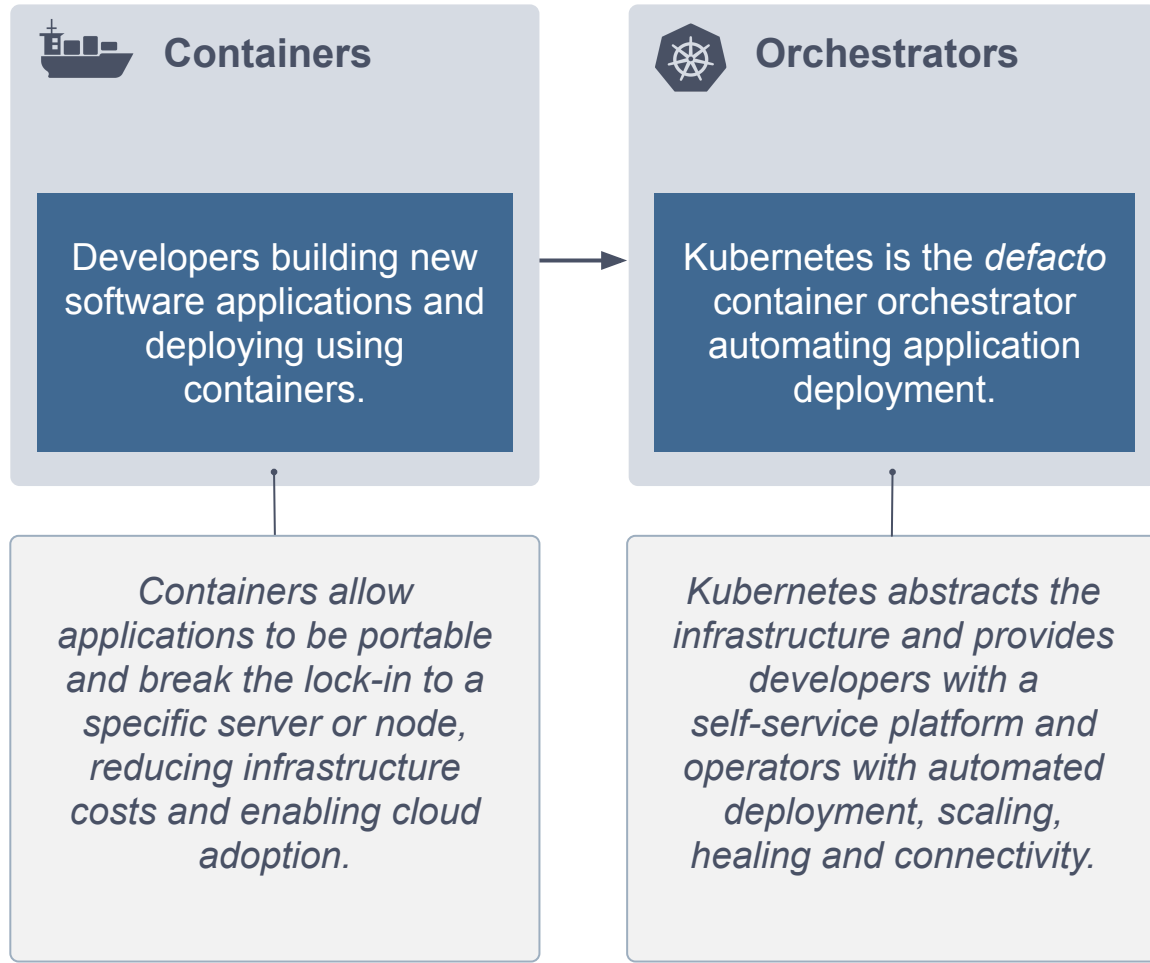 Containers
Developers building new
software applications and
deploying using
containers.
Containers allow
applications to be portable
and break the lock-in to a
specific server or node,
reducing infrastructure
costs and enabling cloud
adoption.
Orchestrators
Kubernetes is the defacto
container orchestrator
automating application
deployment.
Kubernetes abstracts the
infrastructure and provides
developers with a
self-service platform and
operators with automated
deployment, scaling,
healing and connectivity.